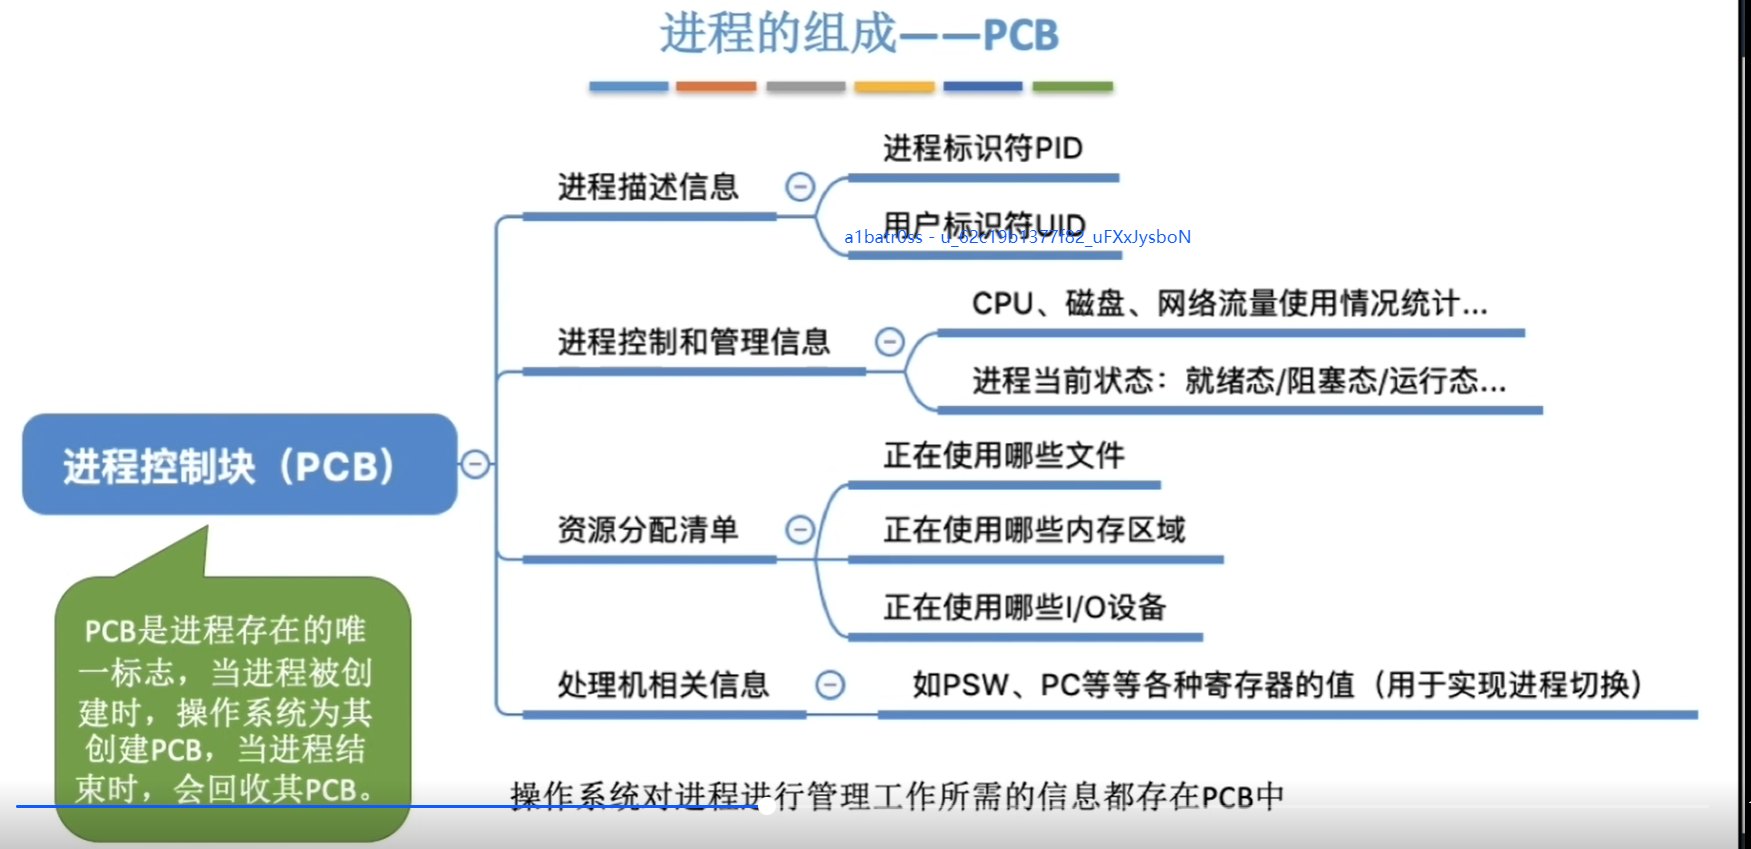 进程的组成——PCB
进程标识符PID
进程描述信息
用户标识符UID
a1batr0ss - u_62c19b1377f82_uFXxJysboN
CPU、磁盘、网络流量使用情况统计...
进程控制和管理信息
进程当前状态：就绪态/阻塞态/运行态...
进程控制块（PCB）
正在使用哪些文件
资源分配清单
正在使用哪些内存区域
正在使用哪些I/O设备
处理机相关信息
如PSW、PC等等各种寄存器的值（用于实现进程切换）
PCB是进程存在的唯
一标志，当进程被创
建时，操作系统为其
创建PCB，当进程结
束时，会回收其PCB。
操作系统对进程进行管理工作所需的信息都存在PCB中